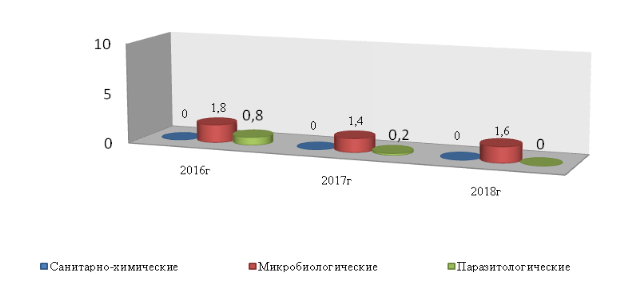 10
5
0
0 1,8 0,8
0 1,4 0,2
0 1,6 0
2016г
2017г
2018г
Санитарно-химические Микробиологические Паразитологические